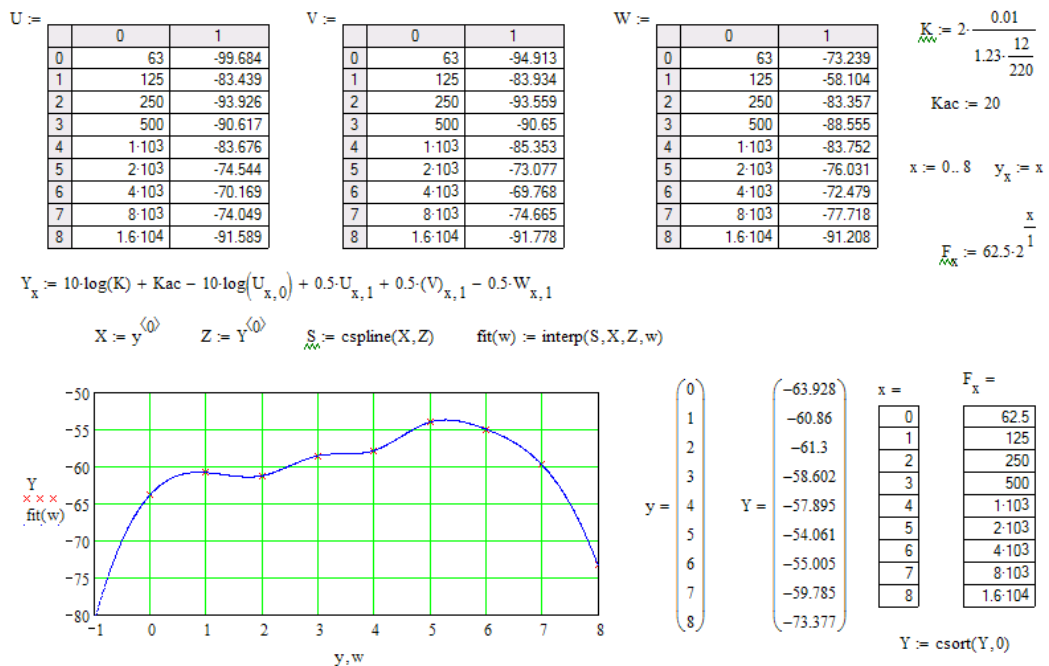 U :=
0 1
0 63 -99.684
1 125 -83.439
2 250 -93.926
3 500 -90.617
4 1·103 -83.676
5 2·103 -74.544
6 4·103 -70.169
7 8·103 -74.049
8 1.6·104 -91.589
V :=
0 1
0 63 -94.913
1 125 -83.934
2 250 -93.559
3 500 -90.65
4 1·103 -85.353
5 2·103 -73.077
6 4·103 -69.768
7 8·103 -74.665
8 1.6·104 -91.778
W :=
0 1
0 63 -73.239
1 125 -58.104
2 250 -83.357
3 500 -88.555
4 1·103 -83.752
5 2·103 -76.031
6 4·103 -72.479
7 8·103 -77.718
8 1.6·104 -91.208
K := 2· 0.01 / 1.23· 12 / 220
Kac := 20
x := 0.. 8 y x := x
F x := 62.5·2 x / 1
Y x := 10·log(K) + Kac − 10·log(U x, 0) + 0.5·U x, 1 + 0.5·(V) x, 1 − 0.5·W x, 1
X := y ⟨0⟩ Z := Y ⟨0⟩ S := cspline(X, Z) fit(w) := interp(S, X, Z, w)
−50
−55
−60
−65
−70
−75
−80
Y
× × ×
fit(w)
−1 0 1 2 3 4 5 6 7 8
y, w
y =
0
1
2
3
4
5
6
7
8
Y =
−63.928
−60.86
−61.3
−58.602
−57.895
−54.061
−55.005
−59.785
−73.377
x =
0
1
2
3
4
5
6
7
8
F x =
62.5
125
250
500
1·103
2·103
4·103
8·103
1.6·104
Y := csort(Y, 0)